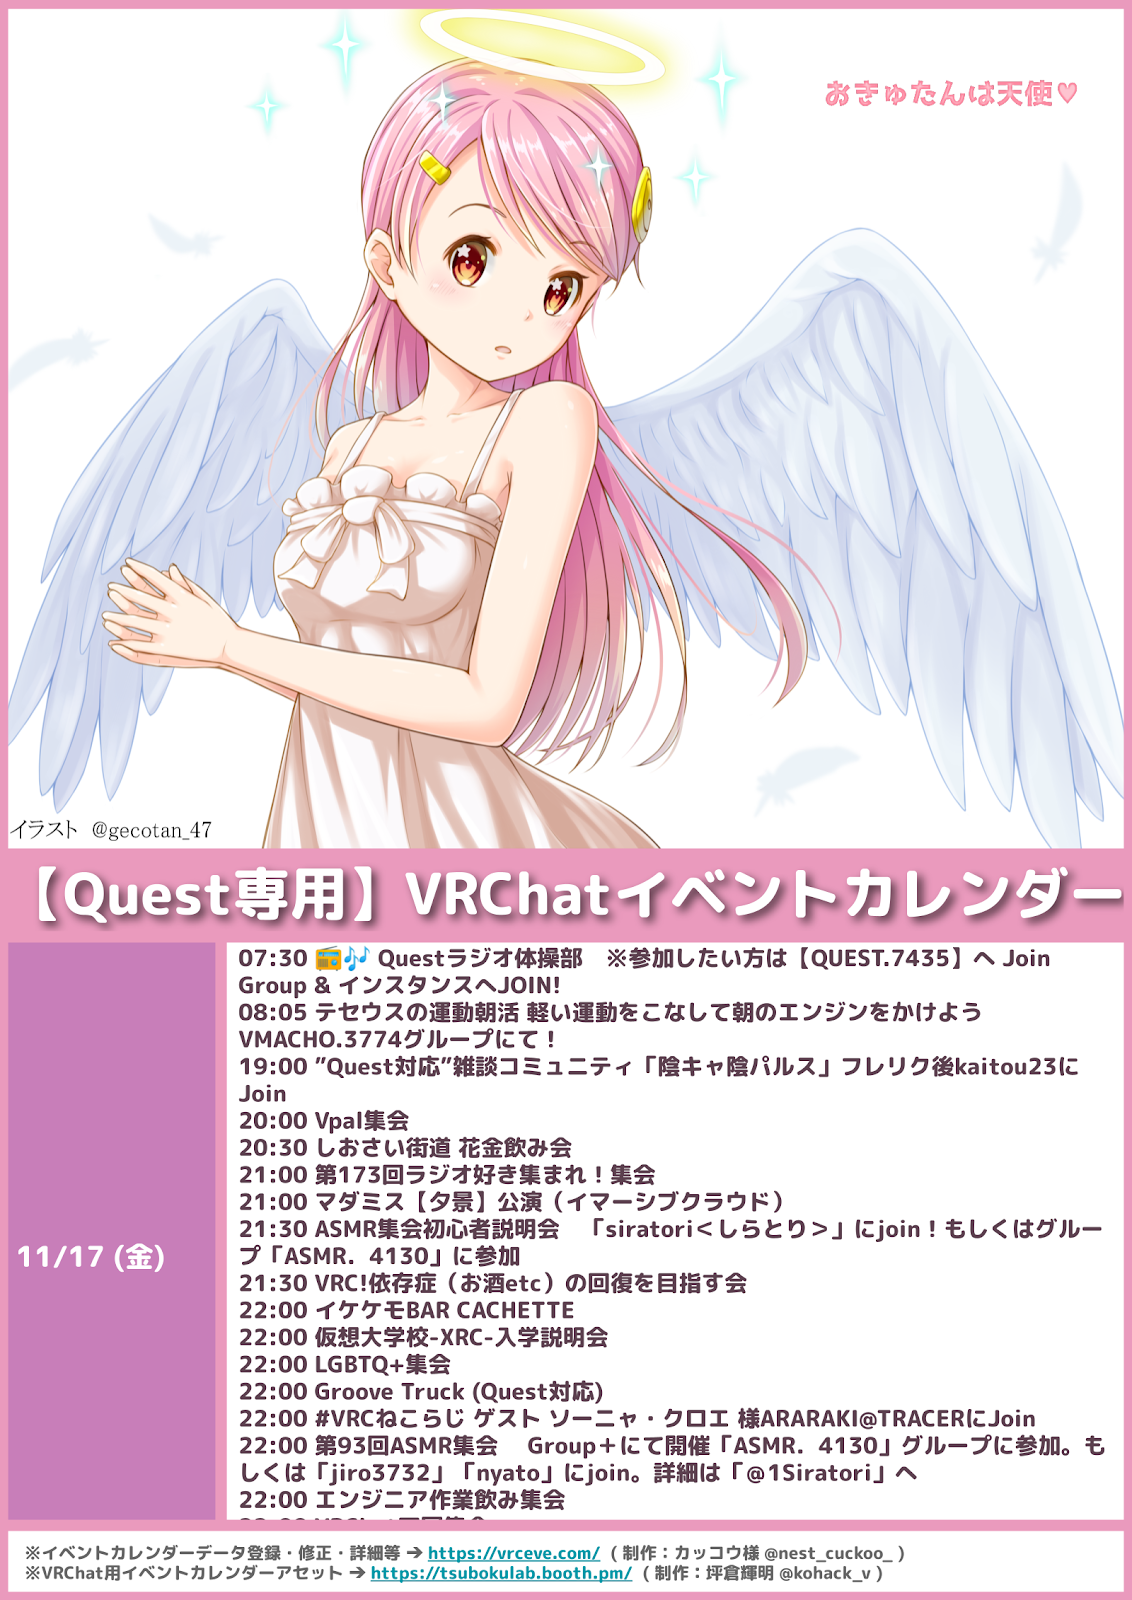 おきゅたんは天使♥
イラスト @gecotan_47
【Quest専用】VRChatイベントカレンダー
11/17 (金)
07:30 📻🎶 Questラジオ体操部 ※参加したい方は【QUEST.7435】へ Join
Group & インスタンスへJOIN!
08:05 テセウスの運動朝活 軽い運動をこなして朝のエンジンをかけよう
VMACHO.3774グループにて！
19:00 ”Quest対応”雑談コミュニティ「陰キャ陰パルス」フレリク後kaitou23に
Join
20:00 Vpal集会
20:30 しおさい街道 花金飲み会
21:00 第173回ラジオ好き集まれ！集会
21:00 マダミス【夕景】公演（イマーシブクラウド）
21:30 ASMR集会初心者説明会 「siratori＜しらとり＞」にjoin！もしくはグルー
プ「ASMR．4130」に参加
21:30 VRC!依存症（お酒etc）の回復を目指す会
22:00 イケケモBAR CACHETTE
22:00 仮想大学校-XRC-入学説明会
22:00 LGBTQ+集会
22:00 Groove Truck (Quest対応)
22:00 #VRCねこらじ ゲスト ソーニャ・クロエ 様ARARAKI@TRACERにJoin
22:00 第93回ASMR集会 Group＋にて開催「ASMR．4130」グループに参加。も
しくは「jiro3732」「nyato」にjoin。詳細は「@1Siratori」へ
22:00 エンジニア作業飲み集会
※イベントカレンダーデータ登録・修正・詳細等 ➔ https://vrceve.com/ ( 制作：カッコウ様 @nest_cuckoo_ )
※VRChat用イベントカレンダーアセット ➔ https://tsubokulab.booth.pm/ ( 制作：坪倉輝明 @kohack_v )